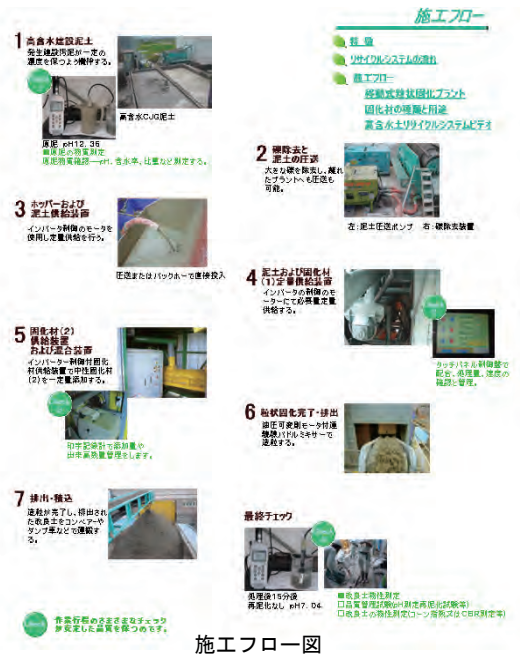 施工フロー
特 徴
リサイクルシステムの流れ
施工フロー
移動式粒状固化プラント
固化材の種類と用途
高含水土リサイクルシステムビデオ
1 高含水建設泥土
発生建設汚泥が一定の
濃度を保つよう攪拌する。
高含水CJG泥土
原泥 pH12.36
■原泥の物質測定
原泥物質確認―pH、含水率、比重など測定する。
2 礫除去と
泥土の圧送
大きな礫を除去し、離れ
たプラントへも圧送も
可能。
左:泥土圧送ポンプ 右:礫除去装置
3 ホッパーおよび
泥土供給装置
インバータ制御のモータを
使用し定量供給を行う。
圧送またはバックホーで直接投入
4 泥土および固化材
(1)定量供給装置
インバータの制御のモ
ーターにて必要量定量
供給する。
Check
タッチパネル制御盤で
配合、処理量、速度の
確認と管理。
5 固化材(2)
供給装置
および混合装置
インバーター制御付固化
材供給装置で中性固化材
(2)を一定量添加する。
Check
印字記録計で添加量や
出来高数量管理をします。
6 粒状固化完了・排出
油圧可変剛モータ付連
続練パドルミキサーで
造粒する。
7 排出・積込
造粒が完了し、排出され
た改良土をコンベアーや
ダンプ車などで運搬す
る。
最終チェック
処理後15分後
再泥化なし pH7.04
■改良土物性測定
□品質管理試験(pH測定再泥化試験等)
□改良土の物性測定(コーン指数又はCBR測定等)
Check
作業行程のさまざまなチェック
が安定した品質を保つのです。
施工フロー図